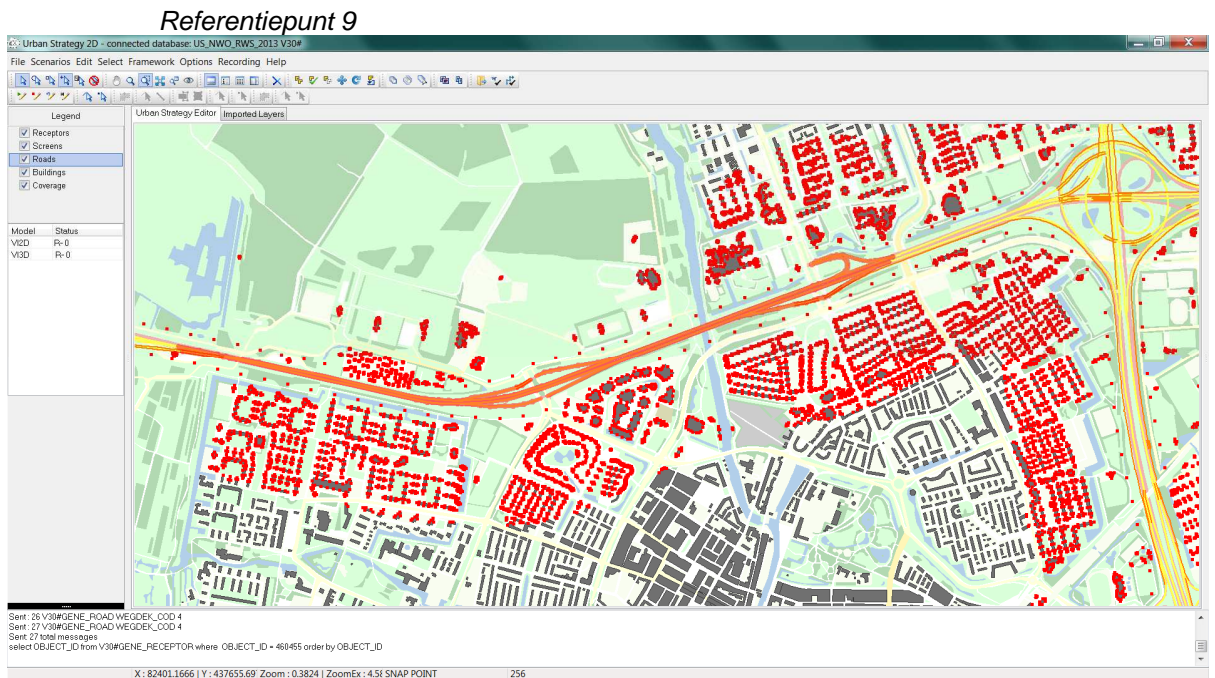 Referentiepunt 9
Urban Strategy 2D - connected database: US_NWO_RWS_2013 V30#
File Scenarios Edit Select Framework Options Recording Help
Legend
Urban Strategy Editor Imported Layers
Receptors
Screens
Roads
Buildings
Coverage
Model Status
VI2D R- 0
VI3D R- 0
Sent: 26 V30#GENE_ROAD WEGDEK_COD 4
Sent: 27 V30#GENE_ROAD WEGDEK_COD 4
Sent 27 total messages
select OBJECT_ID from V30#GENE_RECEPTOR where OBJECT_ID = 460455 order by OBJECT_ID
X : 82401.1666 | Y : 437655.69 Zoom : 0.3824 | ZoomEx : 4.58 SNAP POINT 256